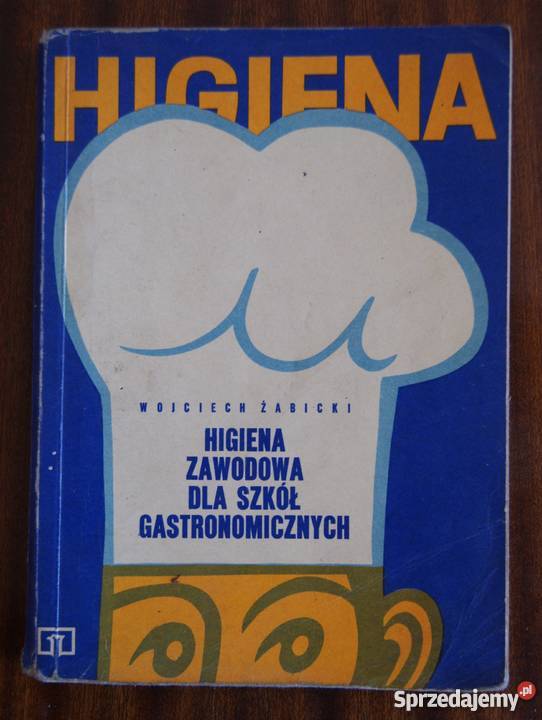 HIGIENA
WOJCIECH ŻABICKI
HIGIENA
ZAWODOWA
DLA SZKÓŁ
GASTRONOMICZNYCH
Sprzedajemy.pl